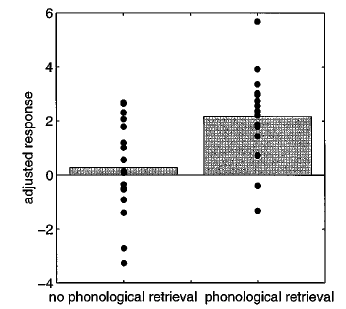 6
4
2
0
−2
−4
adjusted response
no phonological retrieval
phonological retrieval